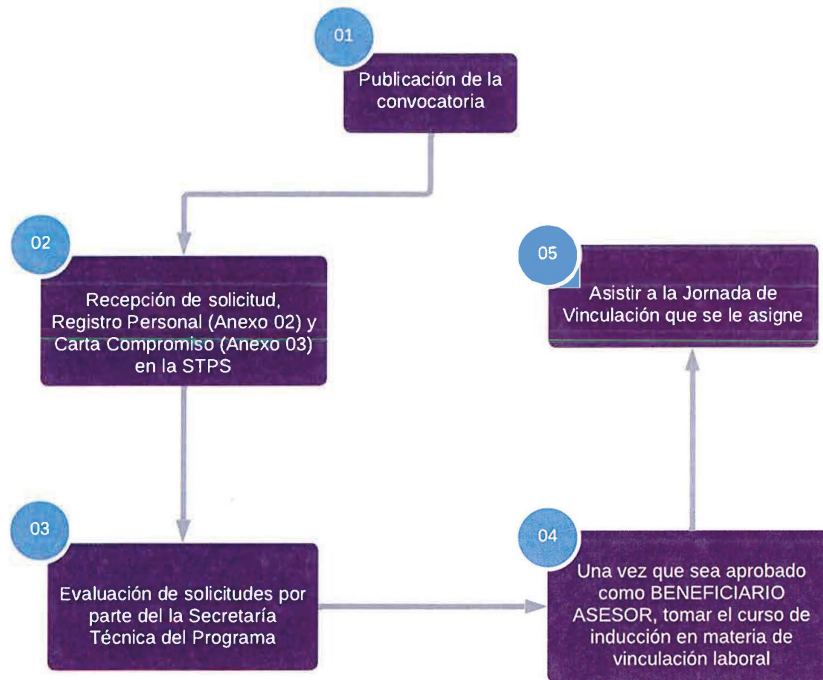 01
Publicación de la
convocatoria
02
Recepción de solicitud,
Registro Personal (Anexo 02) y
Carta Compromiso (Anexo 03)
en la STPS
03
Evaluación de solicitudes por
parte del la Secretaría
Técnica del Programa
04
Una vez que sea aprobado
como BENEFICIARIO
ASESOR, tomar el curso de
inducción en materia de
vinculación laboral
05
Asistir a la Jornada de
Vinculación que se le asigne